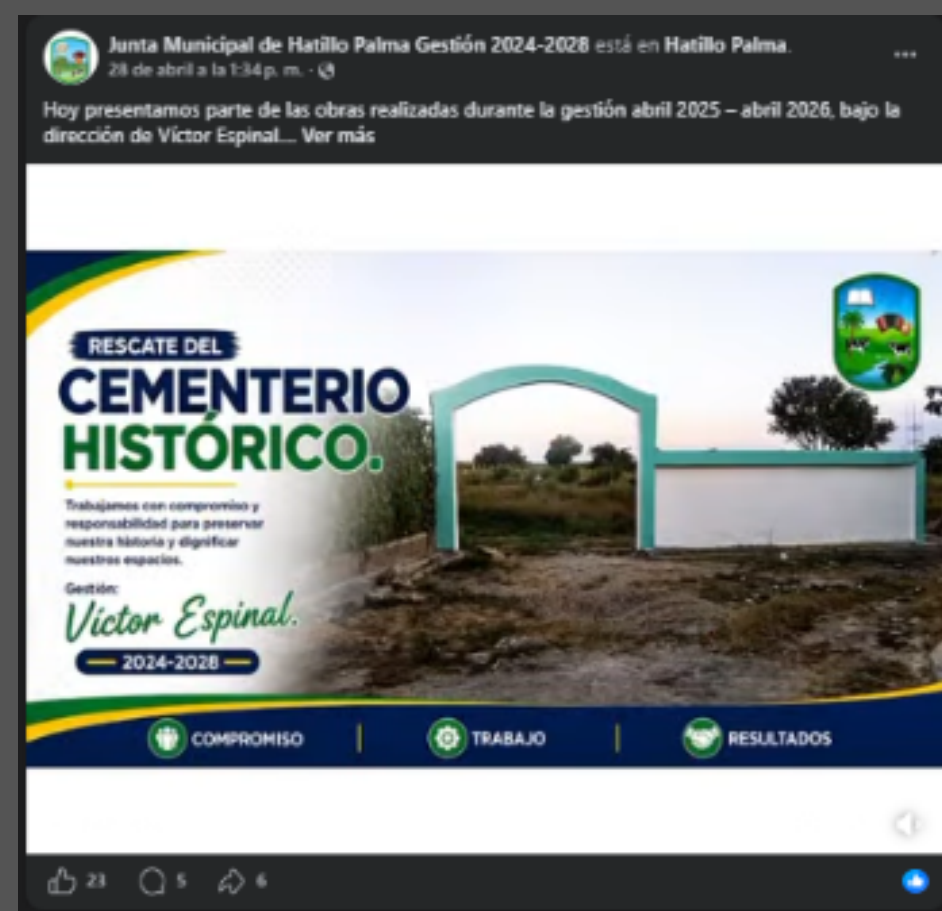 Junta Municipal de Hatillo Palma Gestión 2024-2028 está en Hatillo Palma.
28 de abril a la 1:34 p. m. ·
Hoy presentamos parte de las obras realizadas durante la gestión abril 2025 – abril 2026, bajo la
dirección de Víctor Espinal... Ver más
RESCATE DEL
CEMENTERIO
HISTÓRICO.
Trabajamos con compromiso y
responsabilidad para preservar
nuestra historia y dignificar
nuestros espacios.
Gestión:
Víctor Espinal.
2024-2028
COMPROMISO
TRABAJO
RESULTADOS
23 5 6